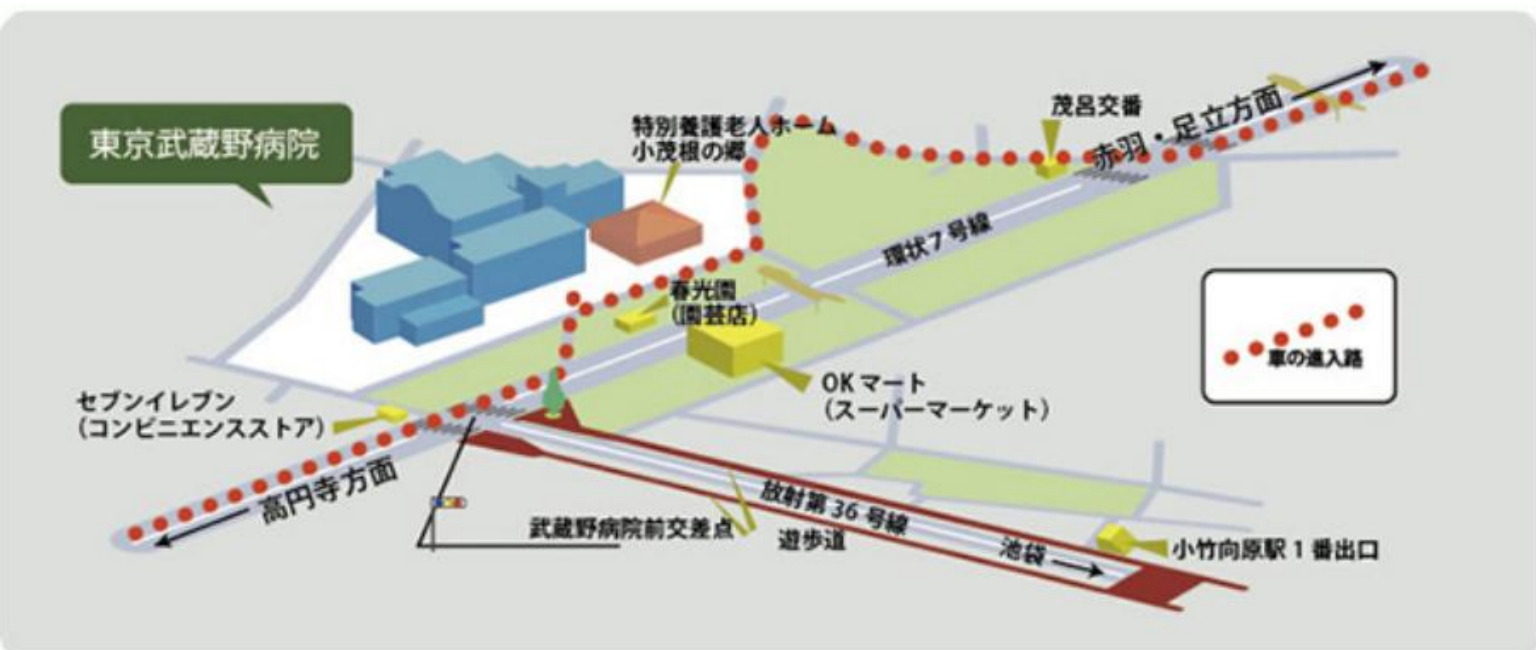 東京武蔵野病院
特別養護老人ホーム
小茂根の郷
茂呂交番
赤羽・足立方面
環状7号線
春光園
(園芸店)
車の進入路
OKマート
(スーパーマーケット)
セブンイレブン
(コンビニエンスストア)
高円寺方面
放射第36号線
武蔵野病院前交差点
遊歩道
池袋
小竹向原駅1番出口